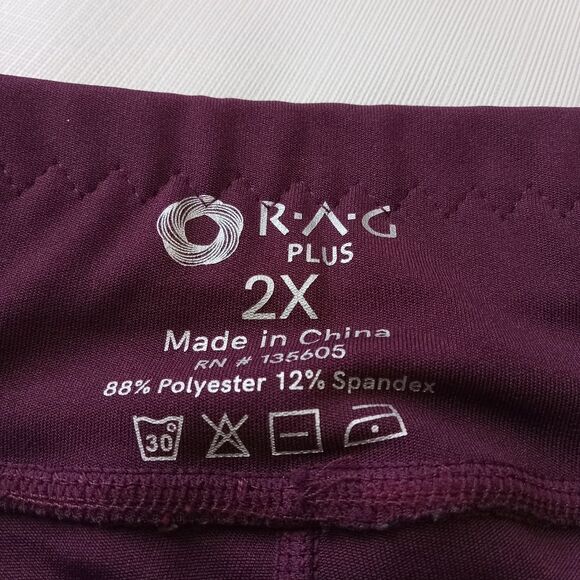 R·A·G
PLUS
2X
Made in China
RN # 135605
88% Polyester 12% Spandex
30°